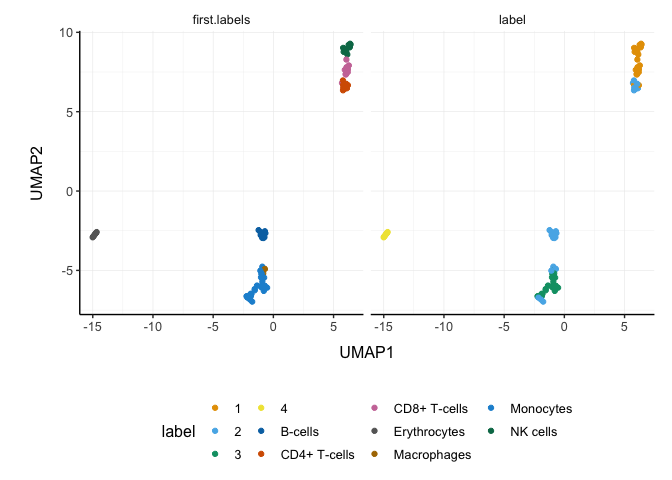 first.labels label
10
5
0
-5
UMAP2
-15 -10 -5 0 5 -15 -10 -5 0 5
UMAP1
label
1 4 CD8+ T-cells Monocytes
2 B-cells Erythrocytes NK cells
3 CD4+ T-cells Macrophages